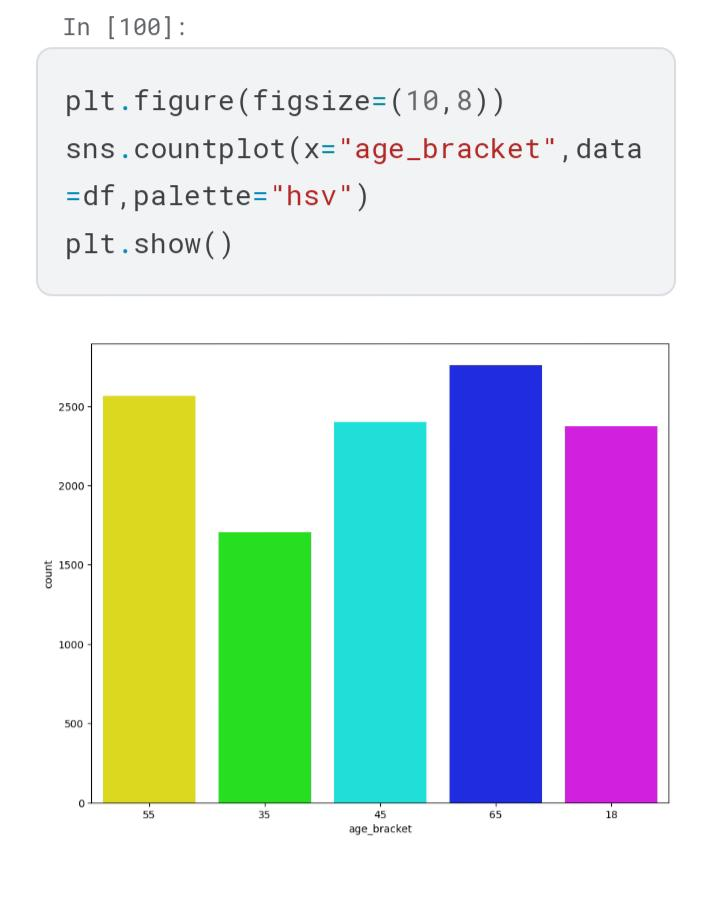 In [100]:
plt.figure(figsize=(10,8))
sns.countplot(x="age_bracket",data
=df,palette="hsv")
plt.show()
2500
2000
1500
1000
500
0
count
55 35 45 65 18
age_bracket